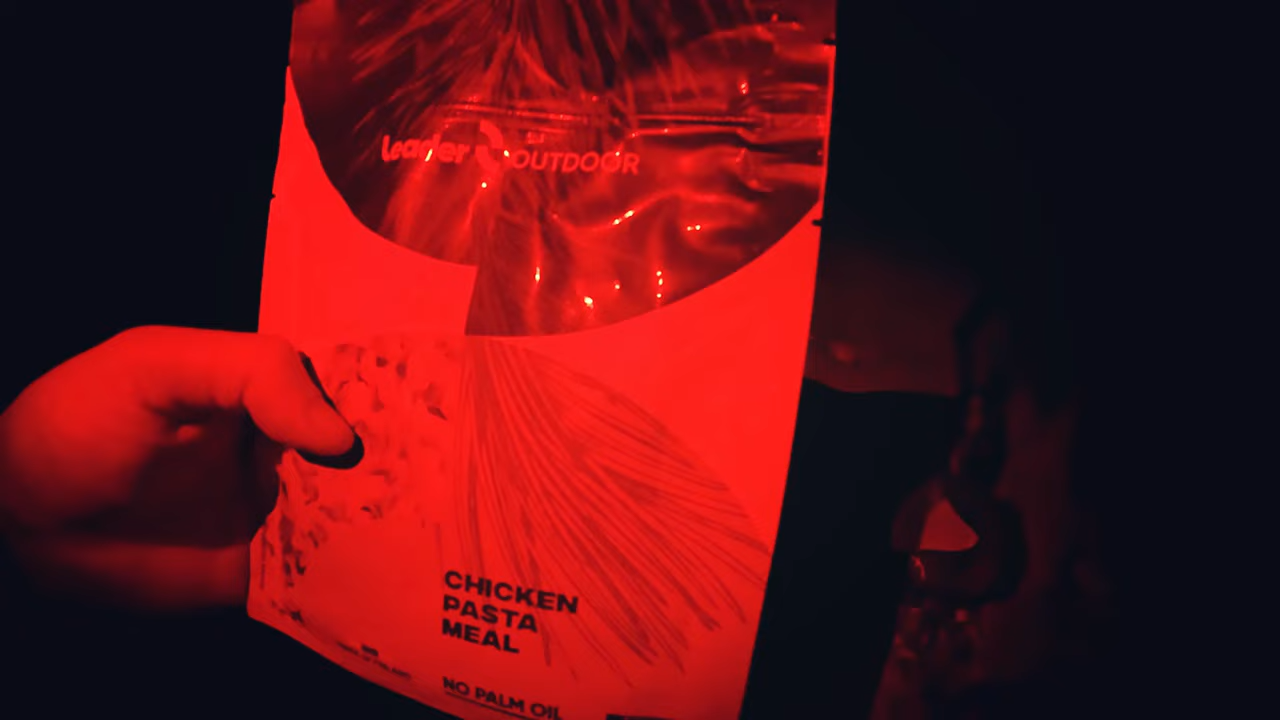 Leader OUTDOOR
CHICKEN
PASTA
MEAL
NO PALM OIL